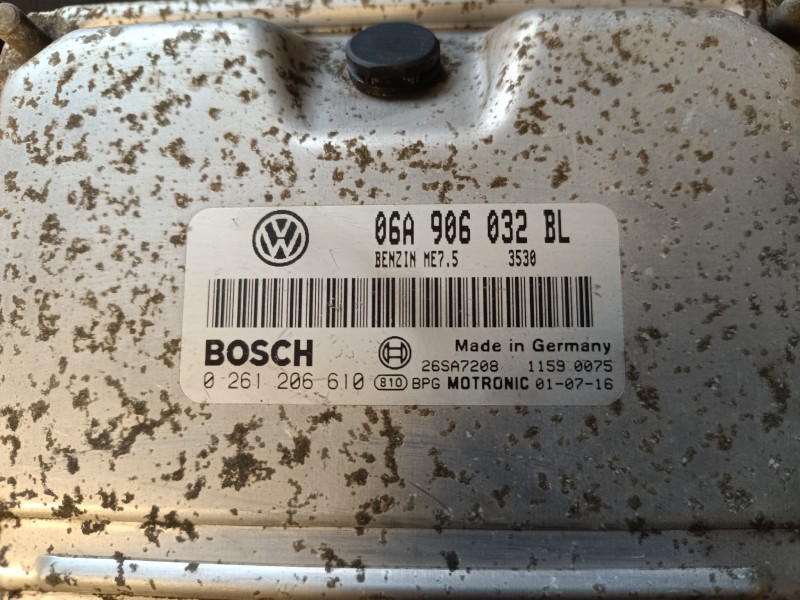 06A 906 032 BL
BENZIN ME7.5 3530
BOSCH
Made in Germany
26SA7208 1159 0075
0 261 206 610 810 BPG MOTRONIC 01-07-16